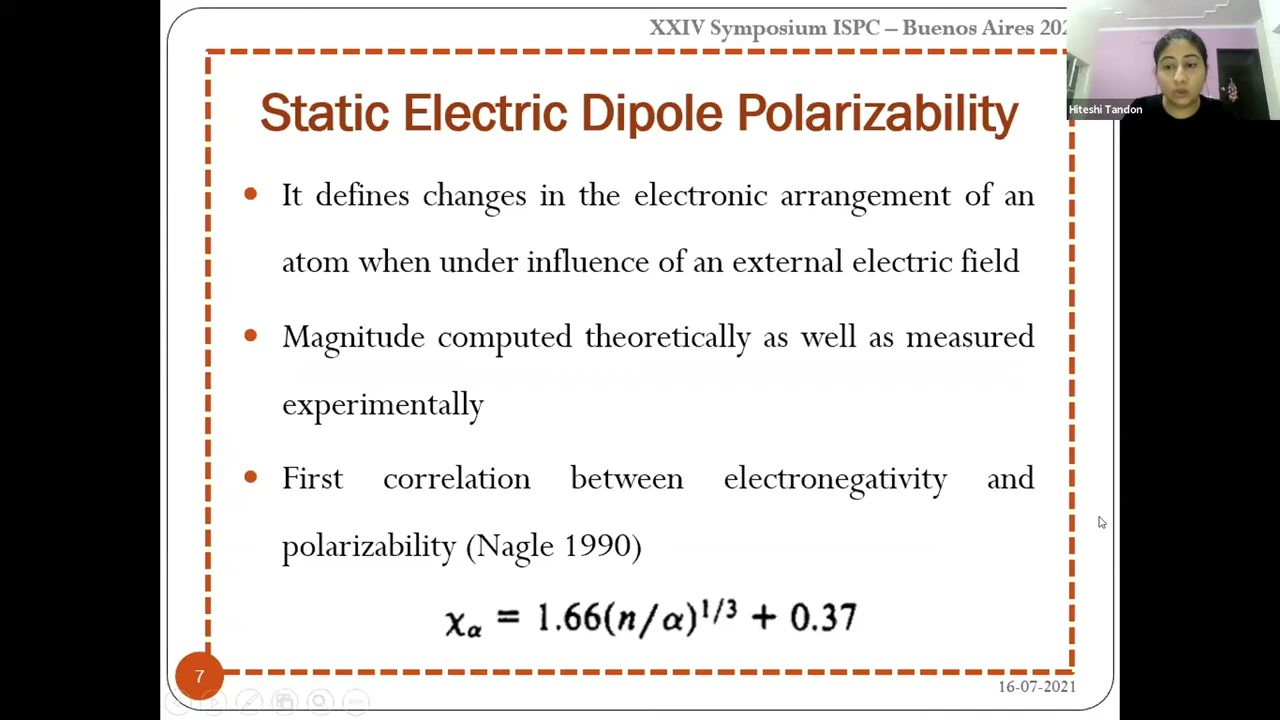 XXIV Symposium ISPC – Buenos Aires
Hiteshi Tandon
Static Electric Dipole Polarizability
• It defines changes in the electronic arrangement of an
atom when under influence of an external electric field
• Magnitude computed theoretically as well as measured
experimentally
• First correlation between electronegativity and
polarizability (Nagle 1990)
χα = 1.66(n/α)^1/3 + 0.37
7
16-07-2021